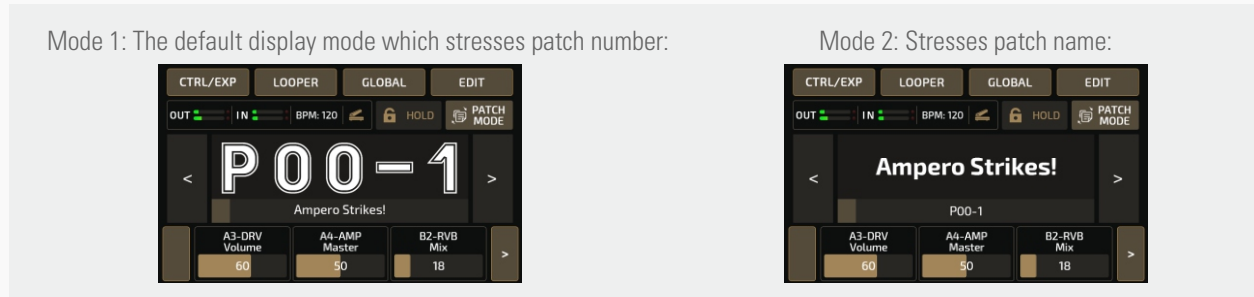 Mode 1: The default display mode which stresses patch number:
CTRL/EXP LOOPER GLOBAL EDIT
OUT IN BPM: 120 HOLD PATCH MODE
< P00-1 >
Ampero Strikes!
A3-DRV Volume A4-AMP Master B2-RVB Mix
60 50 18 >
Mode 2: Stresses patch name:
CTRL/EXP LOOPER GLOBAL EDIT
OUT IN BPM: 120 HOLD PATCH MODE
< Ampero Strikes! >
P00-1
A3-DRV Volume A4-AMP Master B2-RVB Mix
60 50 18 >